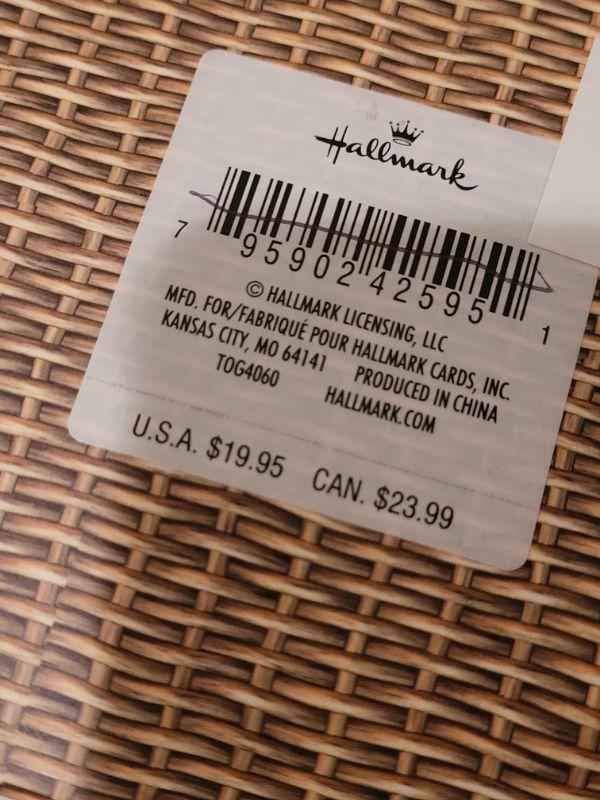 Hallmark
7 95902 42595 1
© HALLMARK LICENSING, LLC
MFD. FOR/FABRIQUÉ POUR HALLMARK CARDS, INC.
KANSAS CITY, MO 64141 PRODUCED IN CHINA
TOG4060 HALLMARK.COM
U.S.A. $19.95 CAN. $23.99